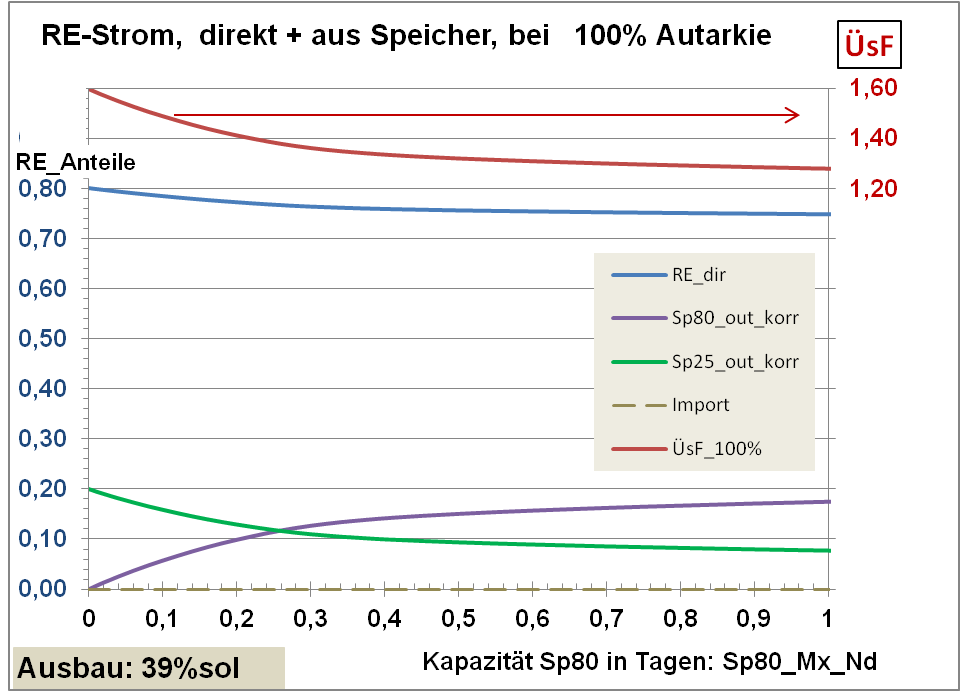 RE-Strom, direkt + aus Speicher, bei 100% Autarkie
ÜsF
1,60
1,40
1,20
RE_Anteile
0,80
0,70
0,60
0,50
0,40
0,30
0,20
0,10
0,00
RE_dir
Sp80_out_korr
Sp25_out_korr
Import
ÜsF_100%
0 0,1 0,2 0,3 0,4 0,5 0,6 0,7 0,8 0,9 1
Ausbau: 39%sol
Kapazität Sp80 in Tagen: Sp80_Mx_Nd